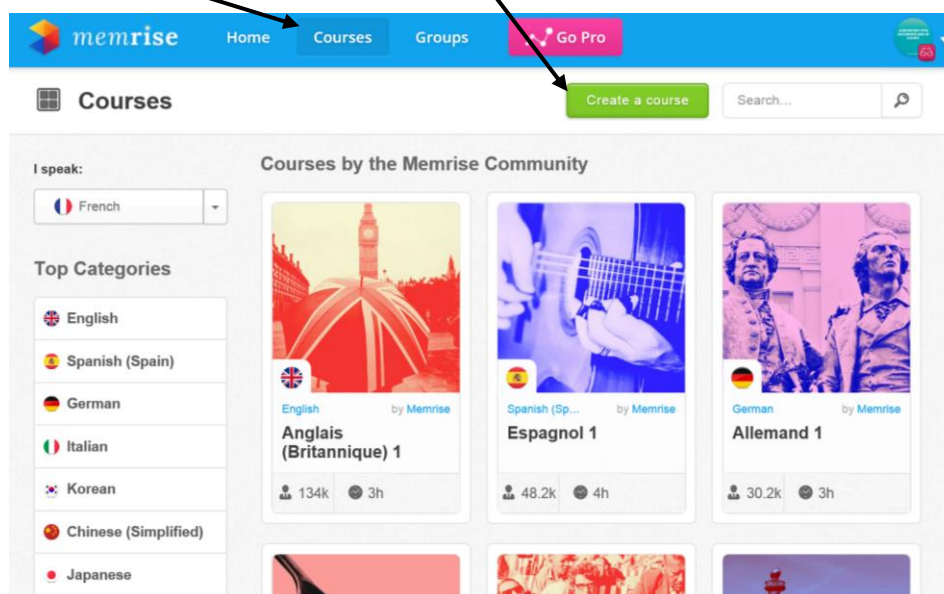 memrise Home Courses Groups Go Pro
Courses Create a course Search...
I speak:
French
Top Categories
English
Spanish (Spain)
German
Italian
Korean
Chinese (Simplified)
Japanese
Courses by the Memrise Community
English by Memrise
Anglais
(Britannique) 1
134k 3h
Spanish (Sp... by Memrise
Espagnol 1
48.2k 4h
German by Memrise
Allemand 1
30.2k 3h